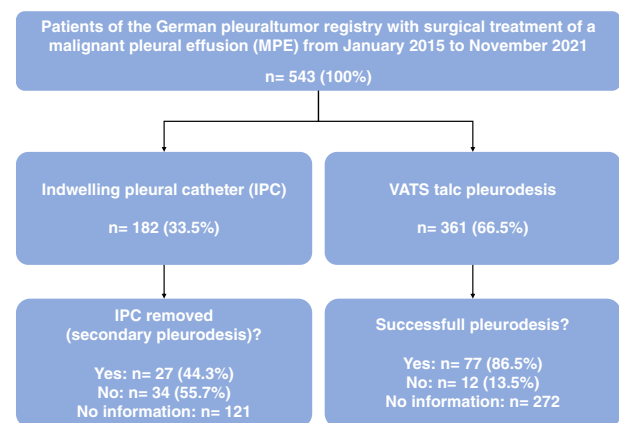 Patients of the German pleuraltumor registry with surgical treatment of a
malignant pleural effusion (MPE) from January 2015 to November 2021
n= 543 (100%)
Indwelling pleural catheter (IPC)
n= 182 (33.5%)
VATS talc pleurodesis
n= 361 (66.5%)
IPC removed
(secondary pleurodesis)?
Yes: n= 27 (44.3%)
No: n= 34 (55.7%)
No information: n= 121
Successfull pleurodesis?
Yes: n= 77 (86.5%)
No: n= 12 (13.5%)
No information: n= 272